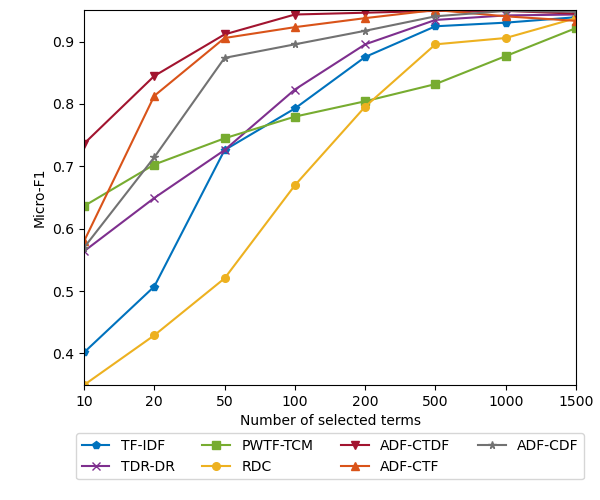 0.9
0.8
0.7
0.6
0.5
0.4
Micro-F1
10 20 50 100 200 500 1000 1500
Number of selected terms
TF-IDF PWTF-TCM ADF-CTDF ADF-CDF
TDR-DR RDC ADF-CTF